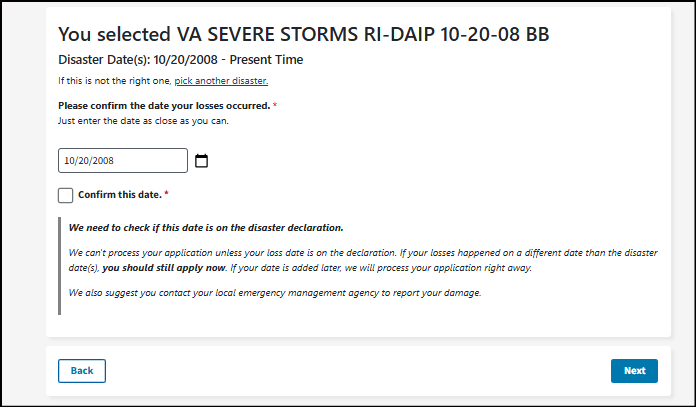 You selected VA SEVERE STORMS RI-DAIP 10-20-08 BB
Disaster Date(s): 10/20/2008 - Present Time
If this is not the right one, pick another disaster.
Please confirm the date your losses occurred. *
Just enter the date as close as you can.
10/20/2008
Confirm this date. *
We need to check if this date is on the disaster declaration.
We can't process your application unless your loss date is on the declaration. If your losses happened on a different date than the disaster
date(s), you should still apply now. If your date is added later, we will process your application right away.
We also suggest you contact your local emergency management agency to report your damage.
Back
Next